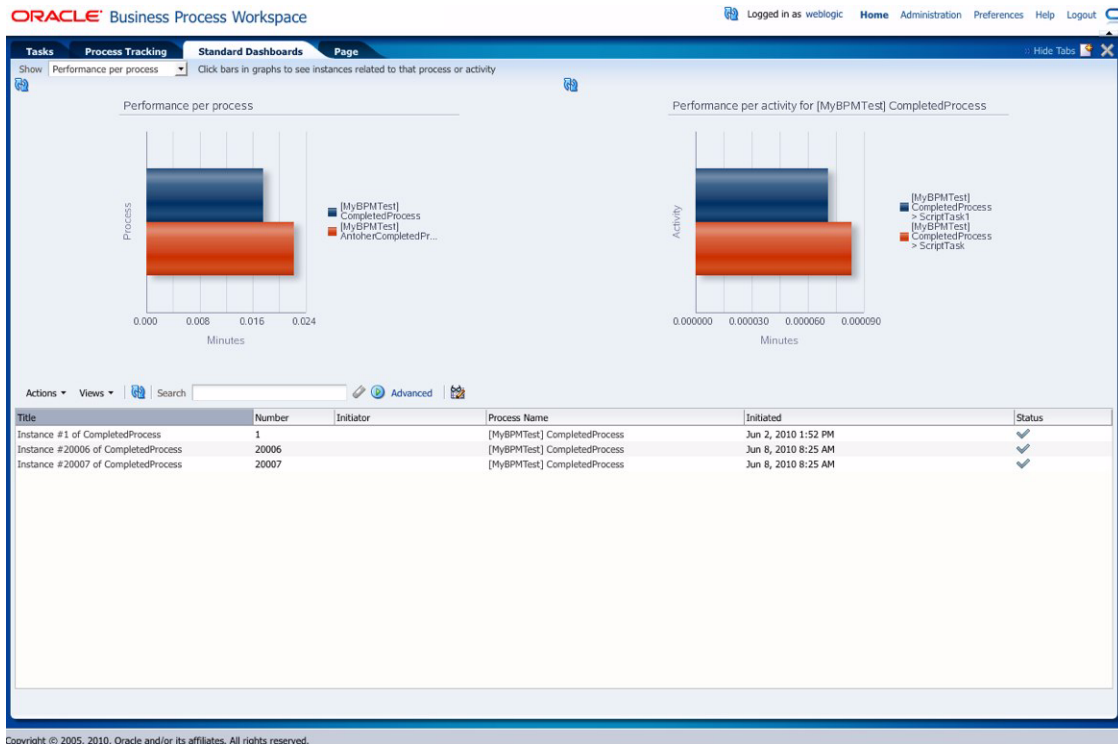 ORACLE Business Process Workspace
Logged in as weblogic Home Administration Preferences Help Logout
Tasks Process Tracking Standard Dashboards Page
:: Hide Tabs
Show Performance per process Click bars in graphs to see instances related to that process or activity
Performance per process
Process
[MyBPMTest]
CompletedProcess
[MyBPMTest]
AntoherCompletedPr...
0.000 0.008 0.016 0.024
Minutes
Performance per activity for [MyBPMTest] CompletedProcess
Activity
[MyBPMTest]
CompletedProcess
> ScriptTask1
[MyBPMTest]
CompletedProcess
> ScriptTask
0.000000 0.000030 0.000060 0.000090
Minutes
Actions Views Search Advanced
Title Number Initiator Process Name Initiated Status
Instance #1 of CompletedProcess 1 [MyBPMTest] CompletedProcess Jun 2, 2010 1:52 PM
Instance #20006 of CompletedProcess 20006 [MyBPMTest] CompletedProcess Jun 8, 2010 8:25 AM
Instance #20007 of CompletedProcess 20007 [MyBPMTest] CompletedProcess Jun 8, 2010 8:25 AM
Copyright © 2005, 2010, Oracle and/or its affiliates. All rights reserved.